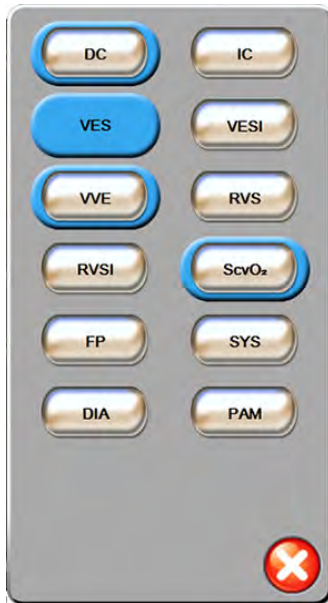 DC IC
VES VESI
VVE RVS
RVSI ScvO₂
FP SYS
DIA PAM